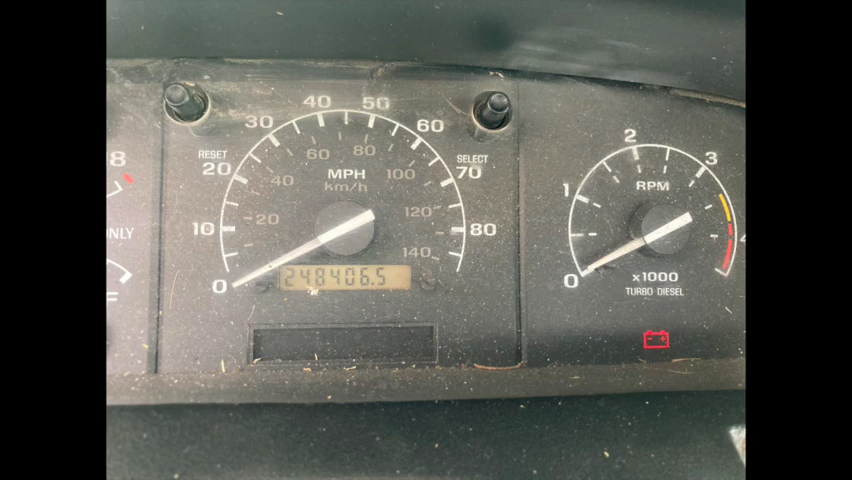 8
ONLY
F
RESET
SELECT
0
10
20
30
40
50
60
70
80
20
40
60
80
100
120
140
MPH
km/h
248406.5
0
1
2
3
4
RPM
x1000
TURBO DIESEL
- +